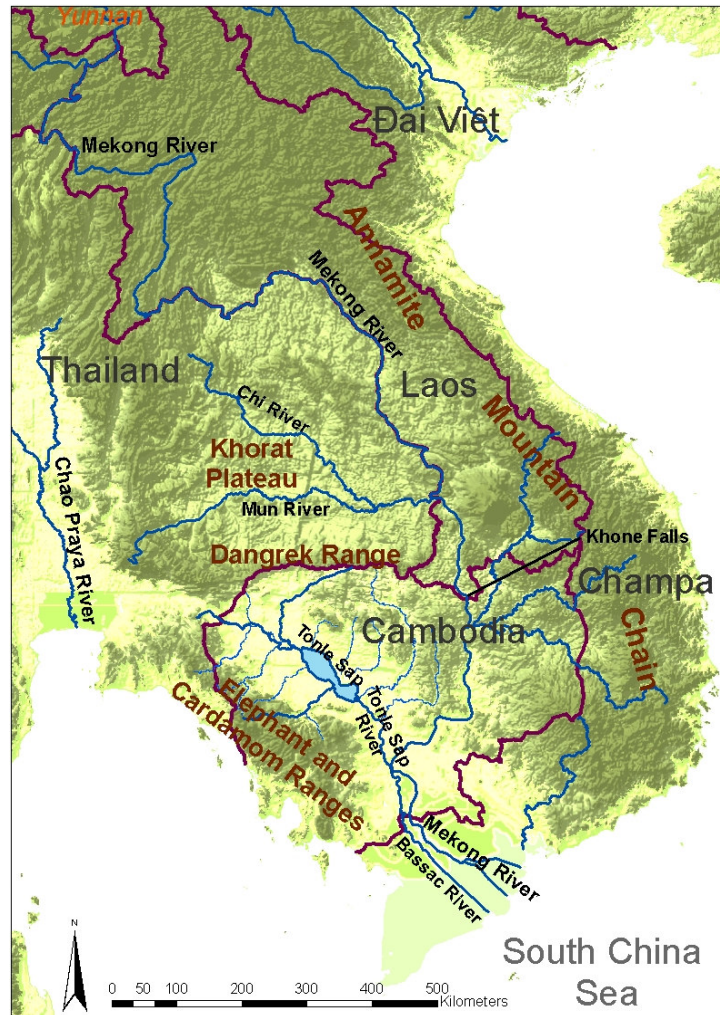 Yunnan
Đai Viêt
Mekong River
Annamite
Mekong River
Thailand
Laos
Chi River
Mountain
Khorat
Plateau
Chao Praya River
Mun River
Khone Falls
Dangrek Range
Champa
Cambodia
Chain
Tonle Sap
Tonle Sap
River
Elephant and
Cardamom Ranges
Mekong River
Bassac River
South China
Sea
N
0 50 100 200 300 400 500
Kilometers